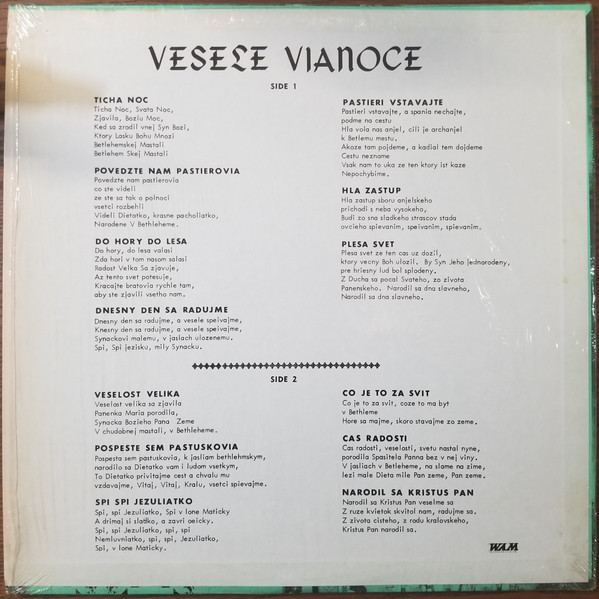 VESELE VIANOCE
SIDE 1
TICHA NOC
Ticha Noc, Svata Noc,
Zjavila, Bozlu Moc,
Ked sa zrodil vnej Syn Bozi,
Ktory Lasku Bohu Mnozi
Betlehemskej Mastali
Betlehem Skej Mastali
POVEDZTE NAM PASTIEROVIA
Povedzte nam pastierovia
co ste videli
ze ste sa tak o polnoci
vsetci rozbehli
Videli Dietatko, krasne pacholiatko,
Narodene V Bethleheme.
DO HORY DO LESA
Do hory, do lesa valasi
Zda hori v tom nasom salasi
Radost Velka Sa zjavuje,
Az tento svet potesuje,
Kracajte bratovia rychle tam,
aby ste zjavili vsetho nam,
DNESNY DEN SA RADUJME
Dnesny den sa radujme, a vesele speivajme,
Knesny den sa radujme, a vesele speivajme,
Synackovi malemu, v jaslach ulozenemu.
Spi, Spi jezisku, mily Synacku.
PASTIERI VSTAVAJTE
Pastieri vstavajte, a spania nechajte,
podme na cestu
Hla vola nas anjel, cili je archanjel
k Betlemu mestu.
Akoze tam pojdeme, a kadial tem dojdeme
Cestu nezname
Vsak nam to uka ze ten ktory ist kaze
Nepochybime.
HLA ZASTUP
Hla zastup sboru anjelskeho
prichodi s neba vysokeho,
Budi zo sna sladkeho strascov stada
ovcieho spievanim, speivanim, spievanim.
PLESA SVET
Plesa svet ze ten cas uz dozil,
ktory vecny Boh ulozil. By Syn Jeho Jednorodeny,
pre hriesny lud bol splodeny.
Z Ducha sa pocal Svateho, zo zivota
Panenskeho. Narodil sa dna slavneho,
Narodil sa dna slavneho.
SIDE 2
VESELOST VELIKA
Veselost velika sa zjavila
Panenka Maria porodila,
Synacka Bozieho Pana Zeme
V chudobnej mastali, v Bethleheme.
POSPESTE SEM PASTUSKOVIA
Pospesta sem pastuskovia, k jasliam bethlehmskym,
narodilo sa Dietatko vam i ludom vsetkym,
To Dietatko privitajme cest a chvalu mu
vzdavajme, Vitaj, Vitaj, Kralu, vsetci spievajme.
SPI SPI JEZULIATKO
Spi, spi Jezuliatko, Spi v lone Maticky
A drimaj si slatko, a zavri oeicky.
Spi, spi Jezuliatko, spi, spi
Nemluvniatko, spi, spi, Jezuliatko,
Spi, v lone Maticky.
CO JE TO ZA SVIT
Co je to za svit, coze to ma byt
v Bethleme
Hore sa majme, skoro stavajme zo zeme.
CAS RADOSTI
Cas radosti, veselosti, svetu nastal nyne,
porodila Spasitela Panna bez v nej viny.
V jasliach v Betleheme, na slame na zime,
lezi male Dieta mile Pan zeme, Pan zeme.
NARODIL SA KRISTUS PAN
Narodil sa Kristus Pan veselme sa
Z ruze kvietok skvitol nam, radujme sa.
Z zivota cisteho, z rodu kralovskeho,
Kristus Pan narodil sa.
WAM